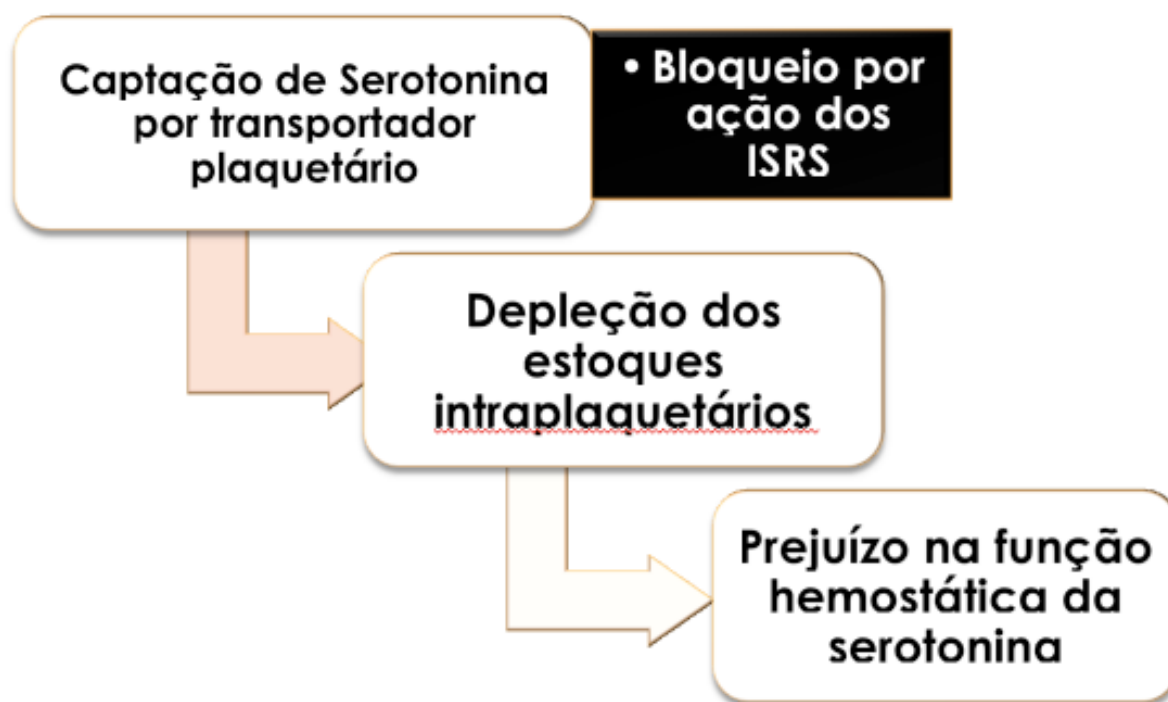 Captação de Serotonina
por transportador
plaquetário
• Bloqueio por
ação dos
ISRS
Depleção dos
estoques
intraplaquetários
Prejuízo na função
hemostática da
serotonina